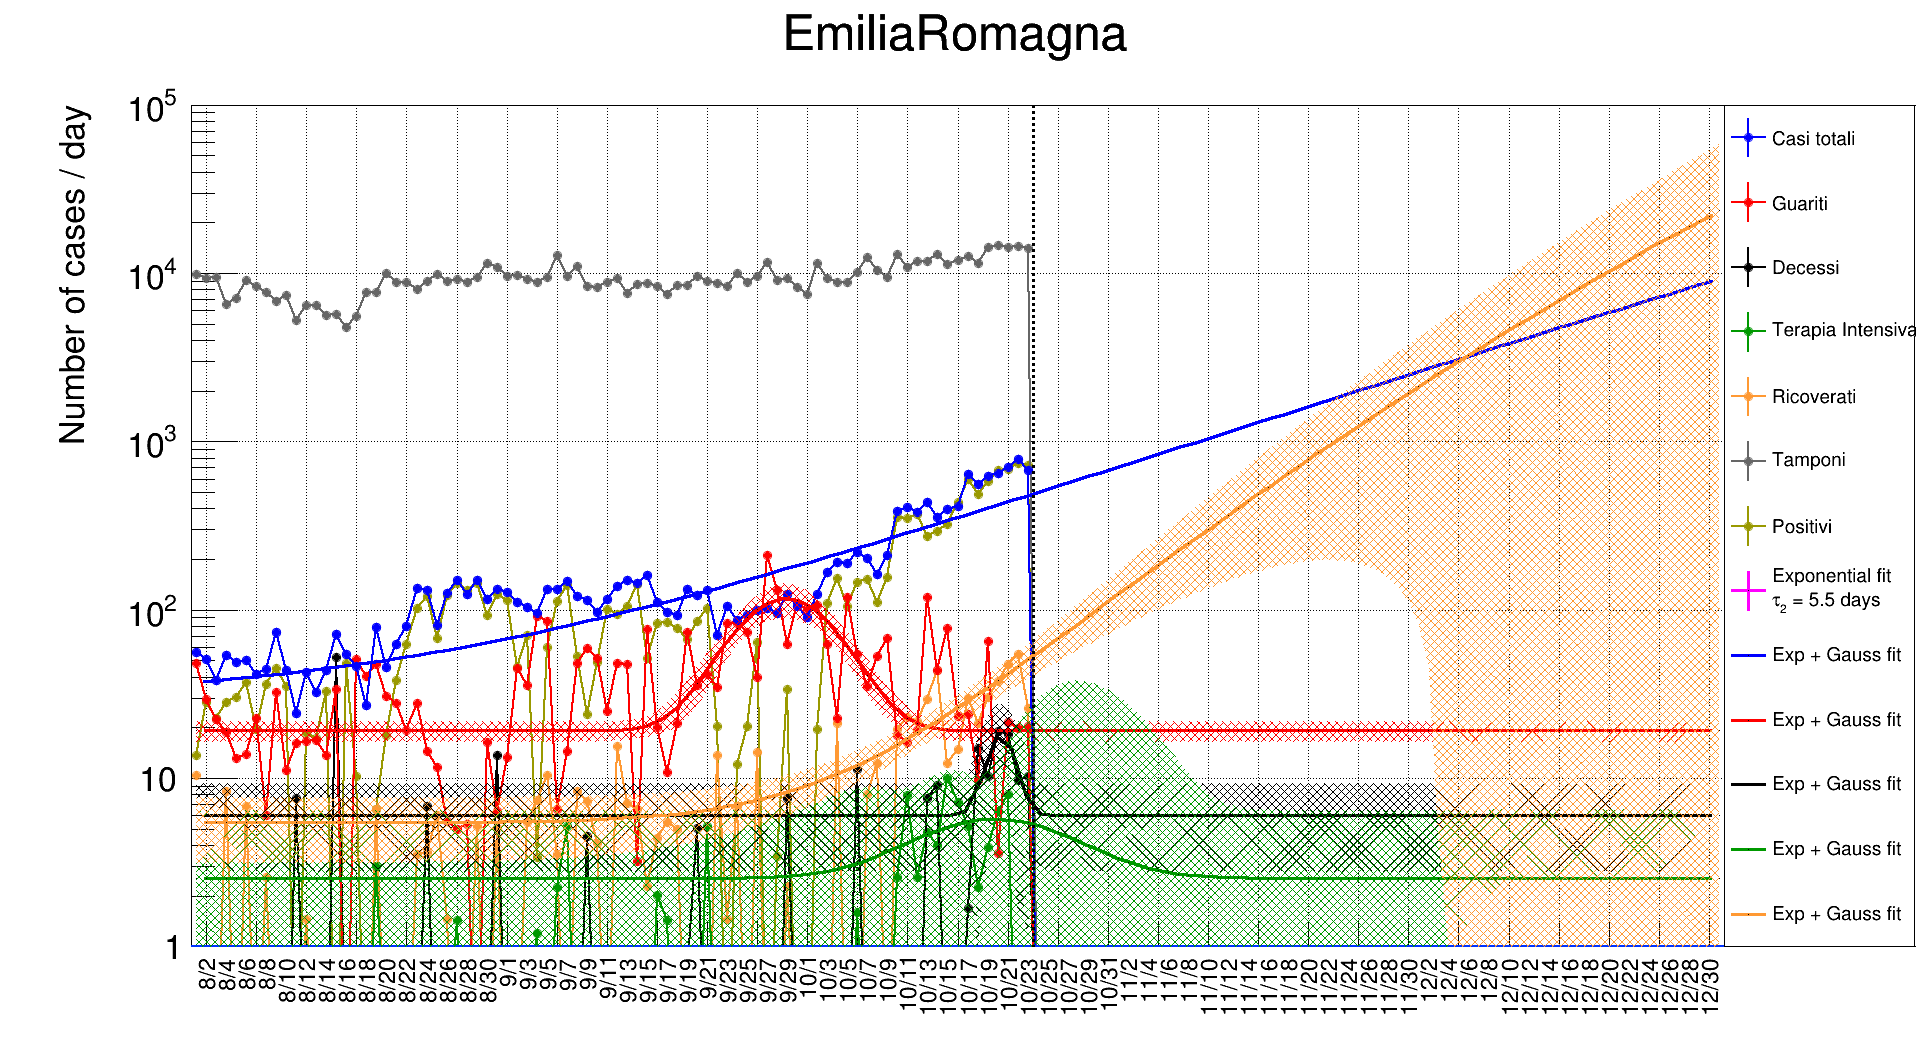 EmiliaRomagna
Number of cases / day
10^5
10^4
10^3
10^2
10
1
8/2 8/4 8/6 8/8 8/10 8/12 8/14 8/16 8/18 8/20 8/22 8/24 8/26 8/28 8/30 9/1 9/3 9/5 9/7 9/9 9/11 9/13 9/15 9/17 9/19 9/21 9/23 9/25 9/27 9/29 10/1 10/3 10/5 10/7 10/9 10/11 10/13 10/15 10/17 10/19 10/21 10/23 10/25 10/27 10/29 10/31 11/2 11/4 11/6 11/8 11/10 11/12 11/14 11/16 11/18 11/20 11/22 11/24 11/26 11/28 11/30 12/2 12/4 12/6 12/8 12/10 12/12 12/14 12/16 12/18 12/20 12/22 12/24 12/26 12/28 12/30
Casi totali
Guariti
Decessi
Terapia Intensiva
Ricoverati
Tamponi
Positivi
Exponential fit
τ₂ = 5.5 days
Exp + Gauss fit
Exp + Gauss fit
Exp + Gauss fit
Exp + Gauss fit
Exp + Gauss fit